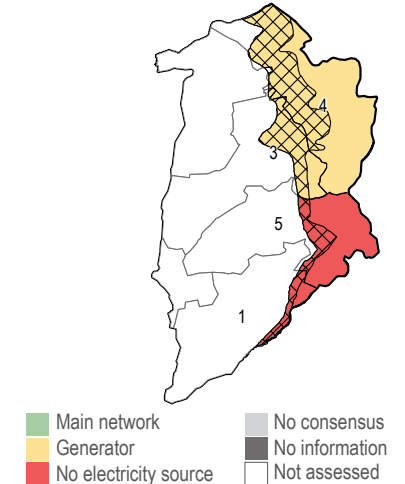 4
3
5
1
Main network
Generator
No electricity source
No consensus
No information
Not assessed